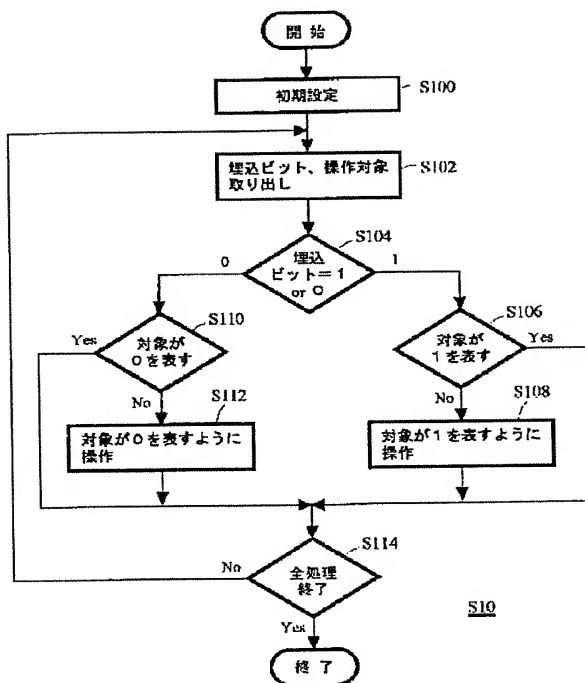 開 始
初期設定
S100
埋込ビット、操作対象
取り出し
S102
埋込
ビット=1
or 0
S104
0
1
対象が
0を表す
S110
Yes
No
対象が
1を表す
S106
Yes
No
対象が0を表すように
操作
S112
対象が1を表すように
操作
S108
全処理
終了
S114
No
Yes
S10
終 了